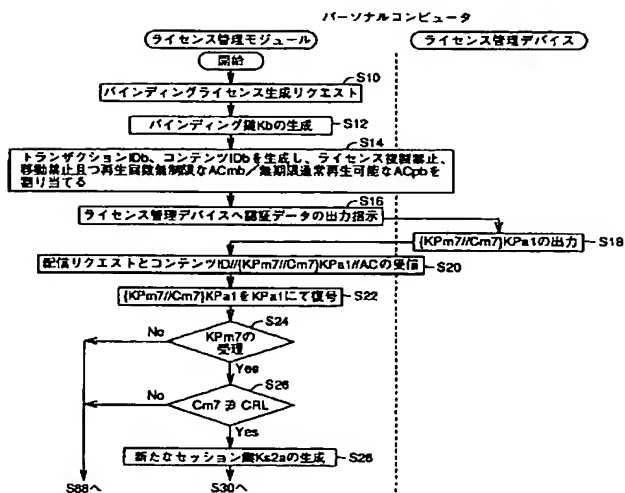 パーソナルコンピュータ
ライセンス管理モジュール
ライセンス管理デバイス
開始
S10
バインディングライセンス生成リクエスト
バインディング鍵Kbの生成
S12
S14
トランザクションIDb、コンテンツIDbを生成し、ライセンス複製禁止、
移動禁止且つ再生回数無制限なACmb/無期限通常再生可能なACpbを
割り当てる
S16
ライセンス管理デバイスへ認証データの出力指示
{KPm7//Cm7}KPa1の出力
S18
配信リクエストとコンテンツID//{KPm7//Cm7}KPa1//ACの受信
S20
{KPm7//Cm7}KPa1をKPa1にて復号
S22
S24
No
KPm7の
受理
Yes
S26
No
Cm7 ∌ CRL
Yes
新たなセッション鍵Ks2aの生成
S28
S88へ
S30へ